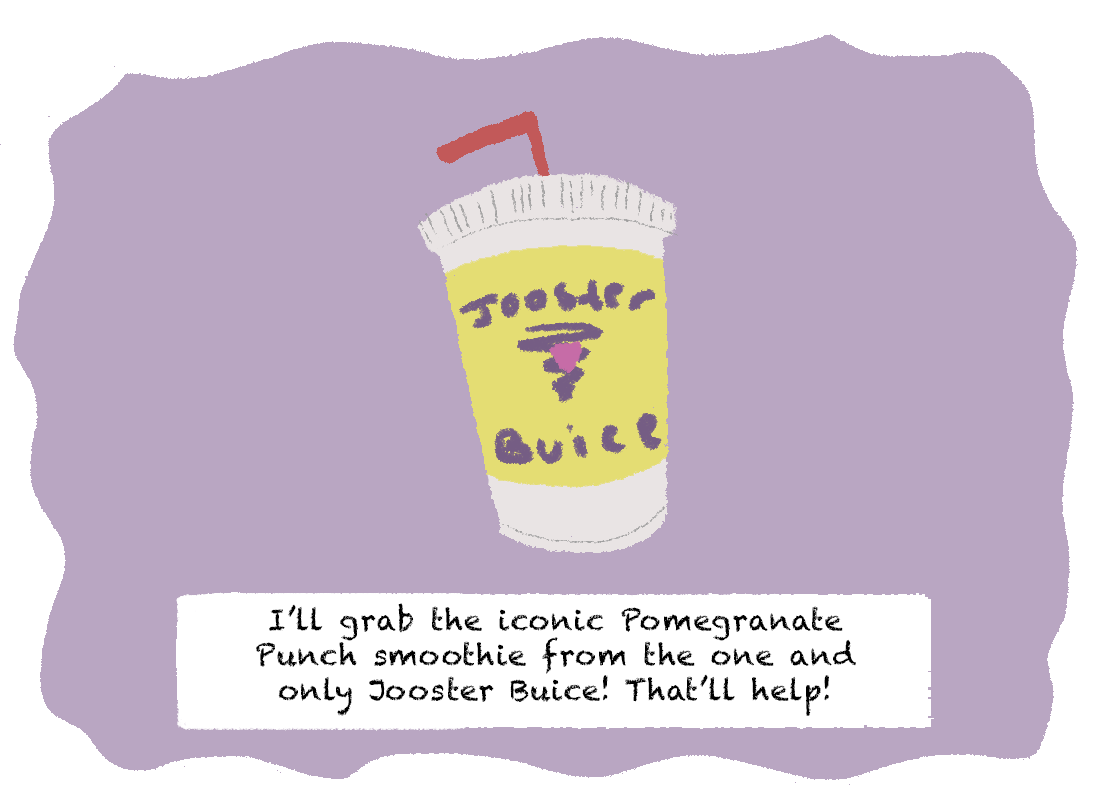 Jooster
Buice
I'll grab the iconic Pomegranate
Punch smoothie from the one and
only Jooster Buice! That'll help!